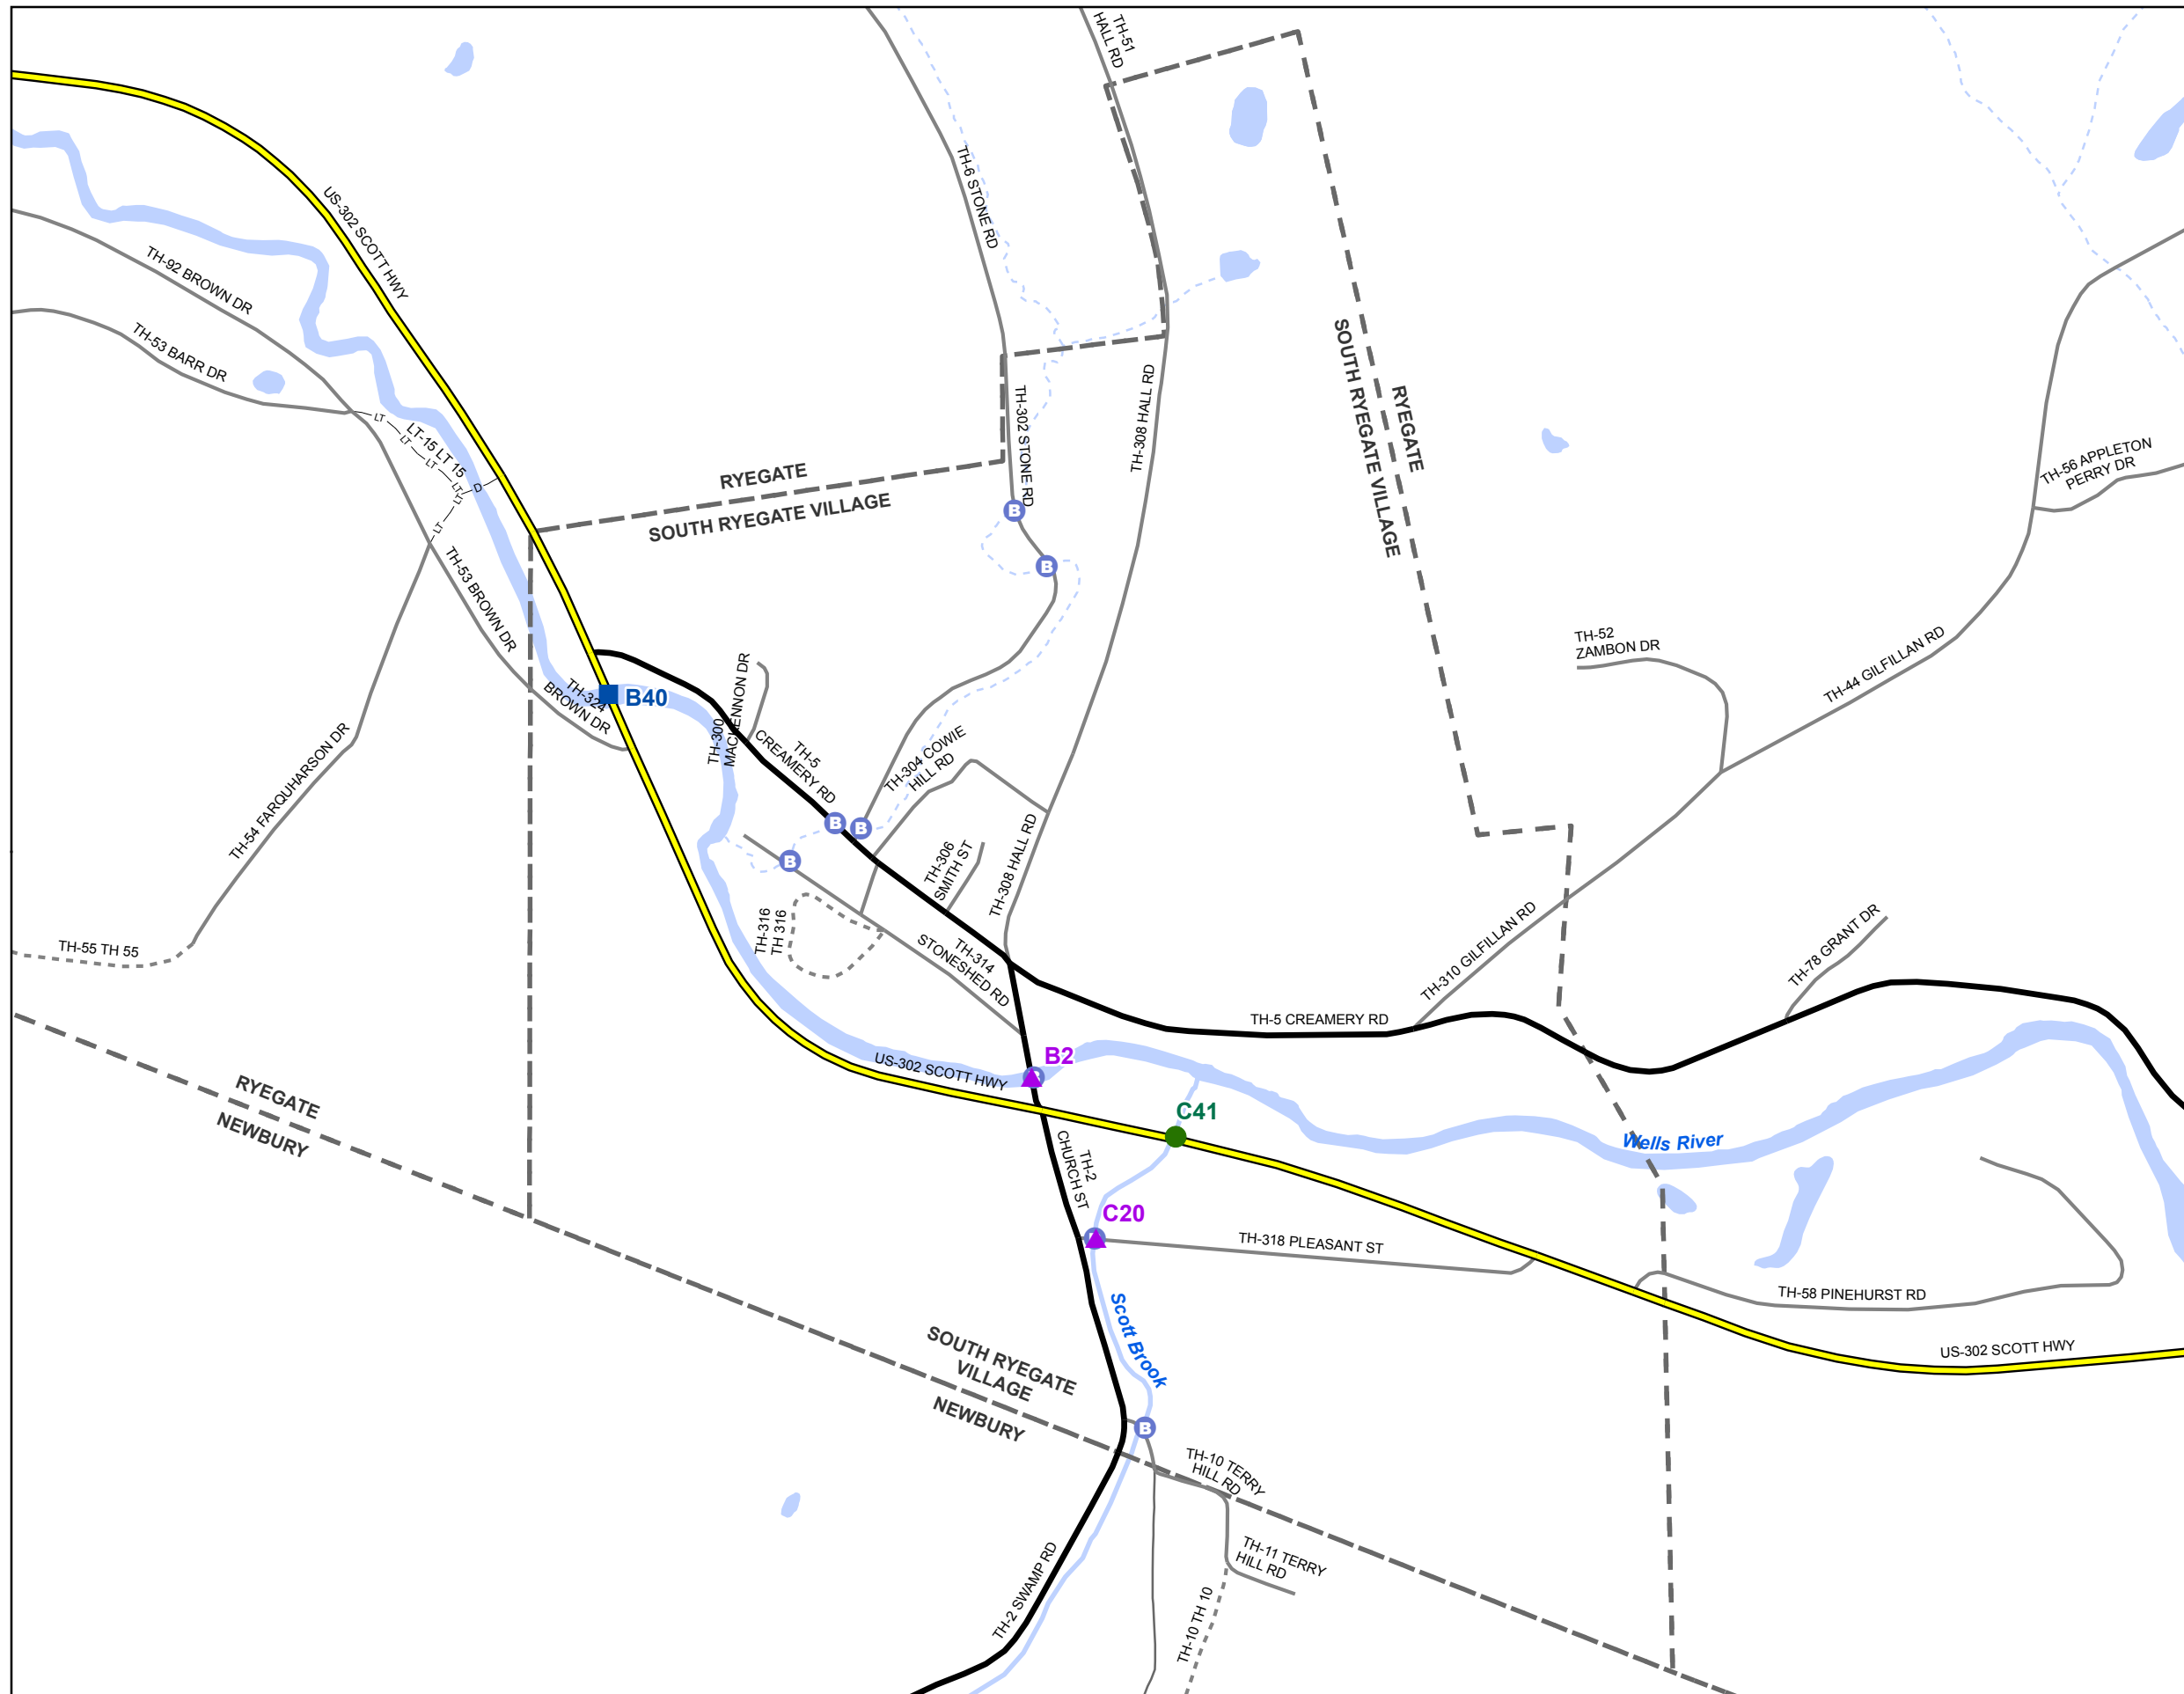 TH-51
HALL RD
US-302 SCOTT HWY
TH-6 STONE RD
TH-92 BROWN DR
TH-53 BARR DR
LT
LT
LT
LT
LT
LT
LT-15 LT 15
D
TH-302 STONE RD
TH-308 HALL RD
RYEGATE
SOUTH RYEGATE VILLAGE
RYEGATE
SOUTH RYEGATE VILLAGE
TH-56 APPLETON
PERRY DR
B
B
TH-53 BROWN DR
TH-52
ZAMBON DR
TH-44 GILFILLAN RD
TH-324
BROWN DR
B40
TH-300
MACKENNON DR
TH-5
CREAMERY RD
TH-304 COWIE
HILL RD
TH-54 FARQUHARSON DR
B
B
B
TH-306
SMITH ST
TH-308 HALL RD
TH-316
TH 316
TH-314
STONESHED RD
TH-310 GILFILLAN RD
TH-78 GRANT DR
TH-55 TH 55
TH-5 CREAMERY RD
US-302 SCOTT HWY
B2
C41
Wells River
RYEGATE
NEWBURY
TH-2
CHURCH ST
C20
TH-318 PLEASANT ST
TH-58 PINEHURST RD
US-302 SCOTT HWY
Scott Brook
SOUTH RYEGATE
VILLAGE
NEWBURY
B
TH-10 TERRY
HILL RD
TH-11 TERRY
HILL RD
TH-2 SWAMP RD
TH-10 TH 10